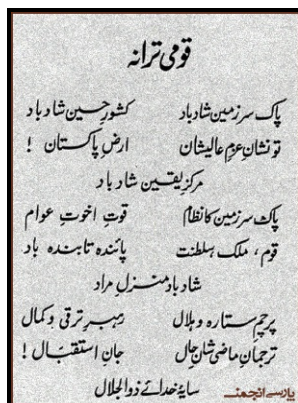 قومی ترانہ
پاک سرزمین شاد باد کشورِ حسین شاد باد
تو نشانِ عزمِ عالیشان ارضِ پاکستان !
مرکزِ یقین شاد باد
پاک سرزمین کا نظام قوتِ اخوتِ عوام
قوم ، ملک ، سلطنت پائندہ تابندہ باد
شاد باد منزلِ مراد
پرچمِ ستارہ و ہلال رہبرِ ترقی و کمال
ترجمانِ ماضی شانِ حال جانِ استقبال !
سایۂ خدائے ذوالجلال
پارسی انجمن